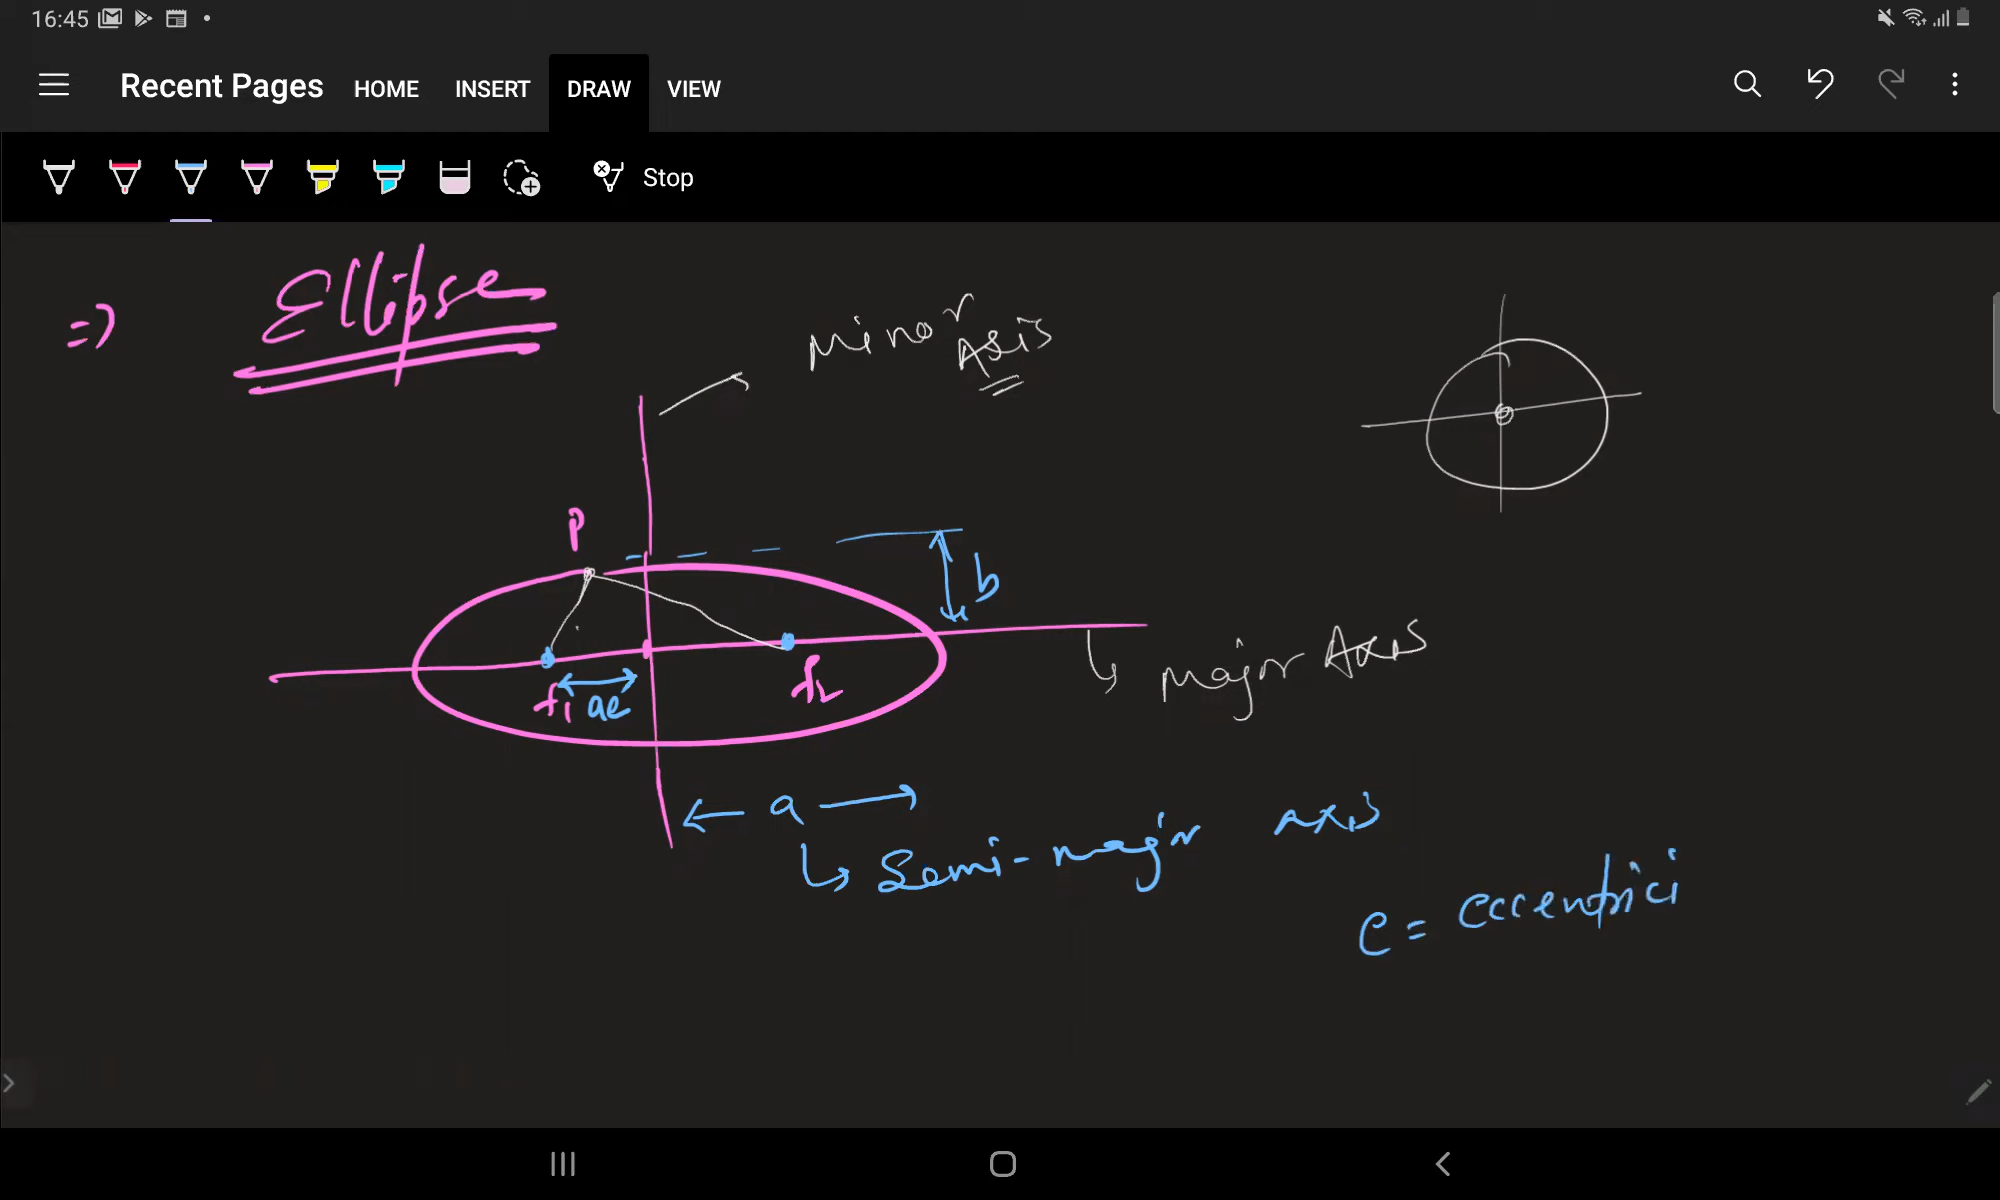 16:45
Recent Pages HOME INSERT DRAW VIEW
Stop
=> Ellipse
Minor Axis
P
b
f1 ae f2
Major Axis
a
Semi-major axis
e = eccentrici